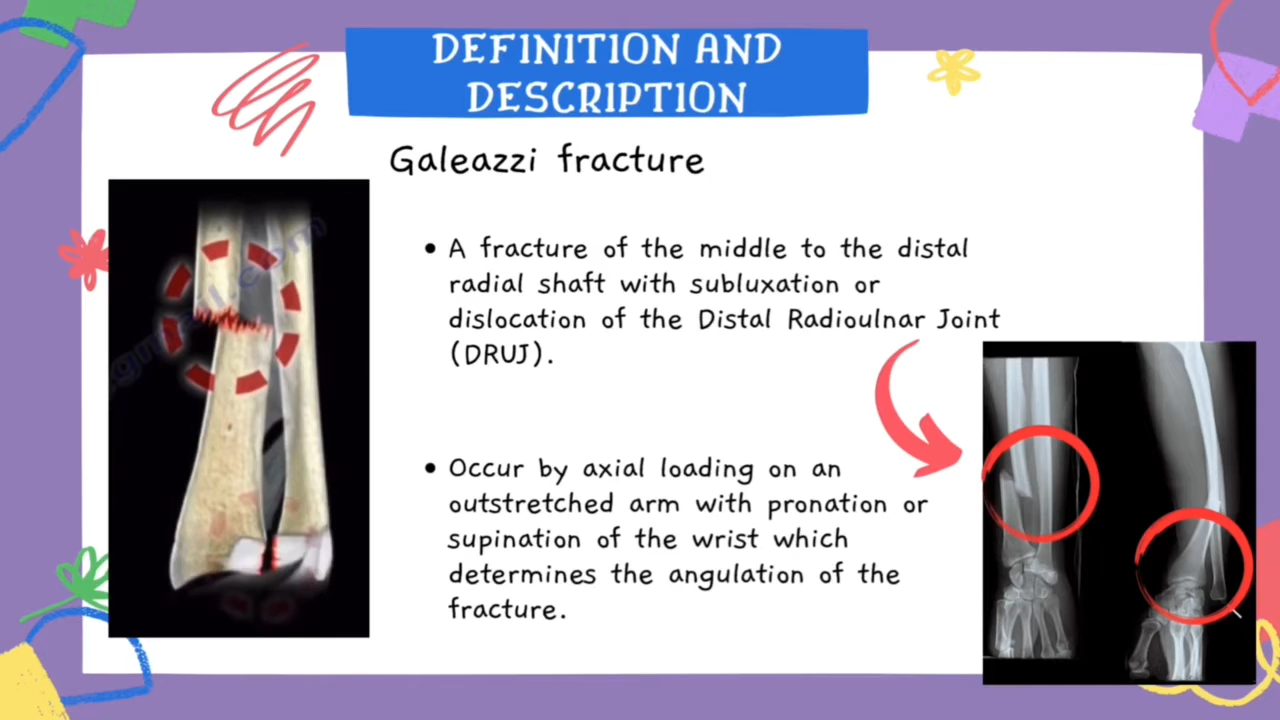 DEFINITION AND
DESCRIPTION
Galeazzi fracture
• A fracture of the middle to the distal
radial shaft with subluxation or
dislocation of the Distal Radioulnar Joint
(DRUJ).
• Occur by axial loading on an
outstretched arm with pronation or
supination of the wrist which
determines the angulation of the
fracture.